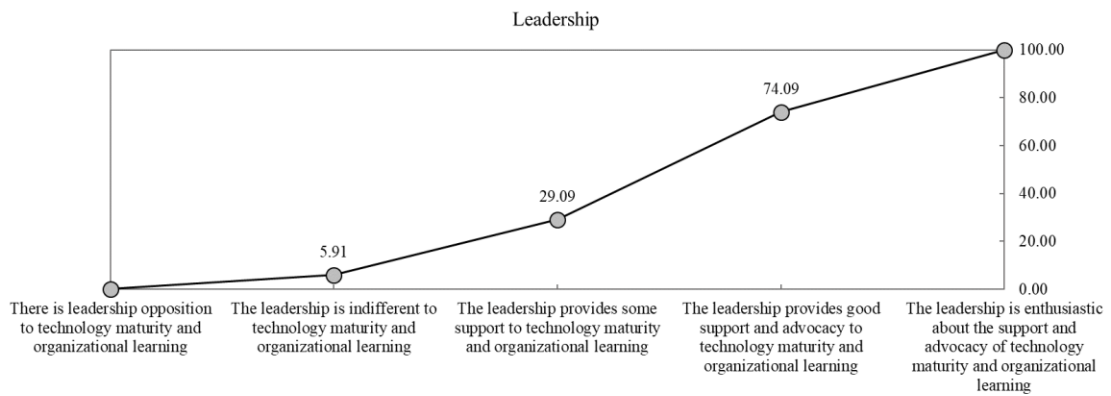 Leadership
100.00
80.00
60.00
40.00
20.00
0.00
74.09
29.09
5.91
There is leadership opposition
to technology maturity and
organizational learning
The leadership is indifferent to
technology maturity and
organizational learning
The leadership provides some
support to technology maturity
and organizational learning
The leadership provides good
support and advocacy to
technology maturity and
organizational learning
The leadership is enthusiastic
about the support and
advocacy of technology
maturity and organizational
learning